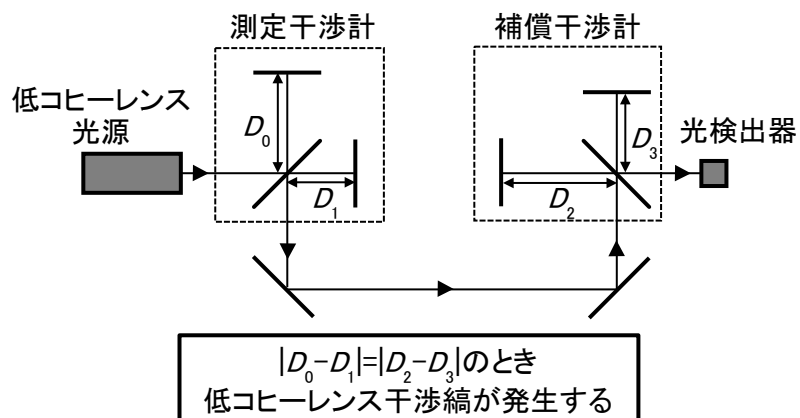 測定干渉計
補償干渉計
低コヒーレンス
光源
光検出器
D₀
D₁
D₂
D₃
|D₀−D₁|=|D₂−D₃|のとき
低コヒーレンス干渉縞が発生する